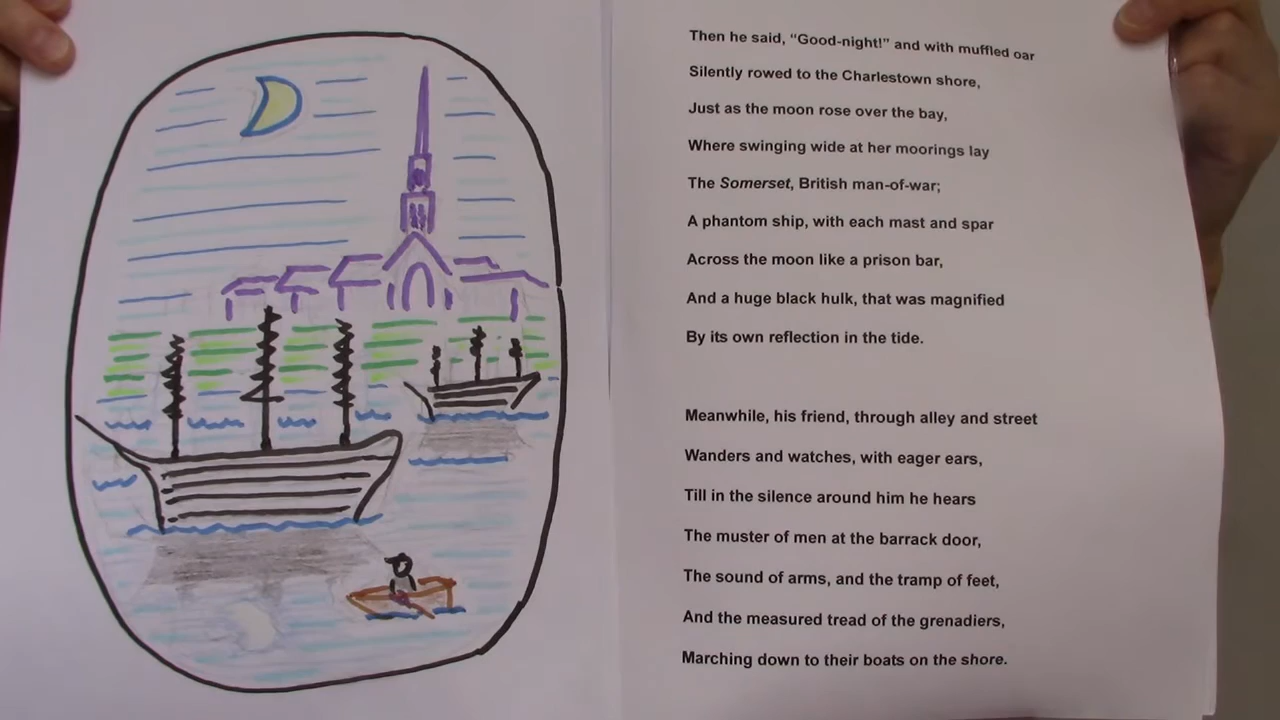 Then he said, “Good-night!” and with muffled oar
Silently rowed to the Charlestown shore,
Just as the moon rose over the bay,
Where swinging wide at her moorings lay
The Somerset, British man-of-war;
A phantom ship, with each mast and spar
Across the moon like a prison bar,
And a huge black hulk, that was magnified
By its own reflection in the tide.
Meanwhile, his friend, through alley and street
Wanders and watches, with eager ears,
Till in the silence around him he hears
The muster of men at the barrack door,
The sound of arms, and the tramp of feet,
And the measured tread of the grenadiers,
Marching down to their boats on the shore.